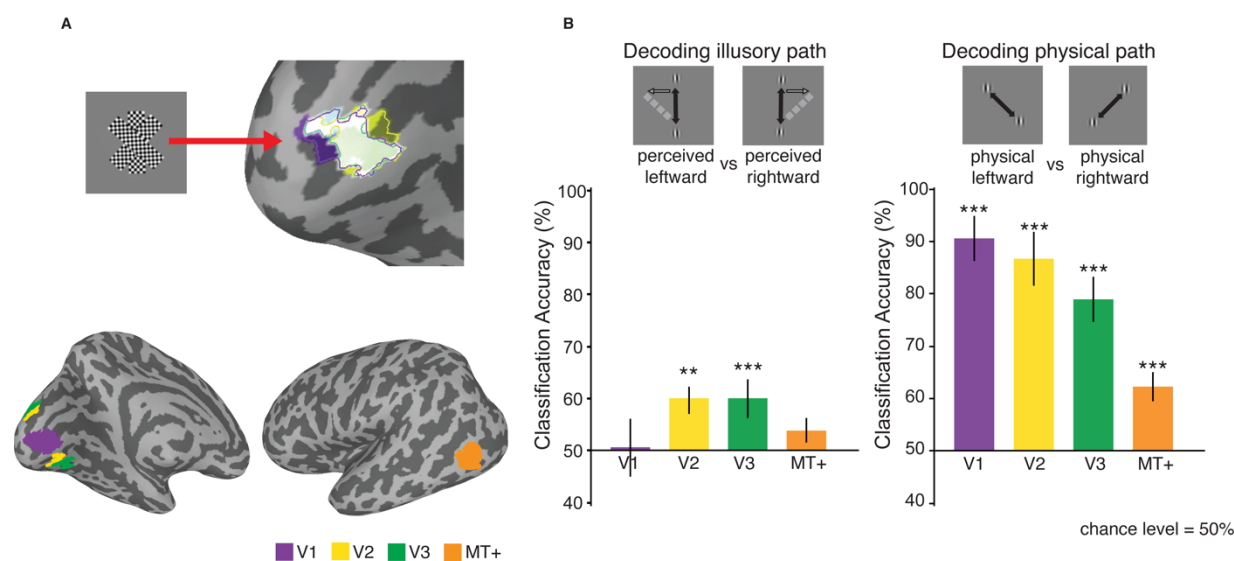 A
V1 V2 V3 MT+
B
Decoding illusory path
perceived leftward vs perceived rightward
Classification Accuracy (%)
100
90
80
70
60
50
40
** ***
V1 V2 V3 MT+
Decoding physical path
physical leftward vs physical rightward
Classification Accuracy (%)
100
90
80
70
60
50
40
*** *** *** ***
V1 V2 V3 MT+
chance level = 50%